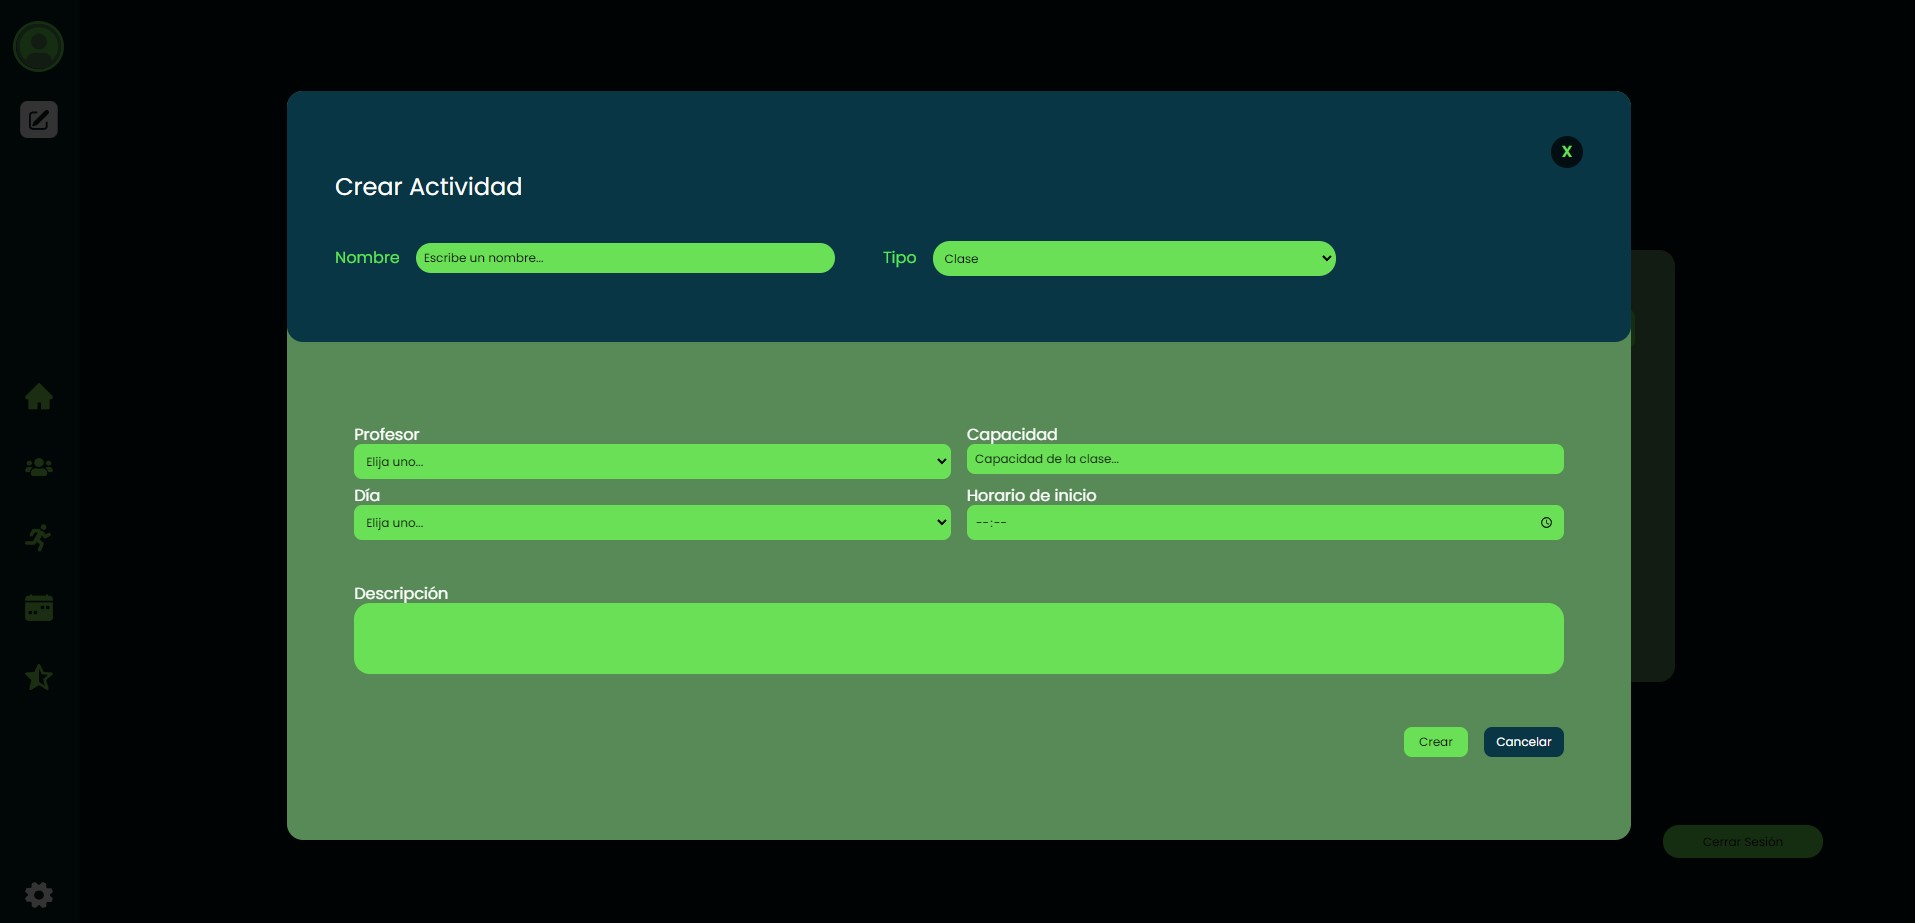 X
Crear Actividad
Nombre Escribe un nombre... Tipo Clase
Profesor Capacidad
Elija uno... Capacidad de la clase...
Día Horario de inicio
Elija uno... --:--
Descripción
Crear Cancelar
Cerrar Sesión